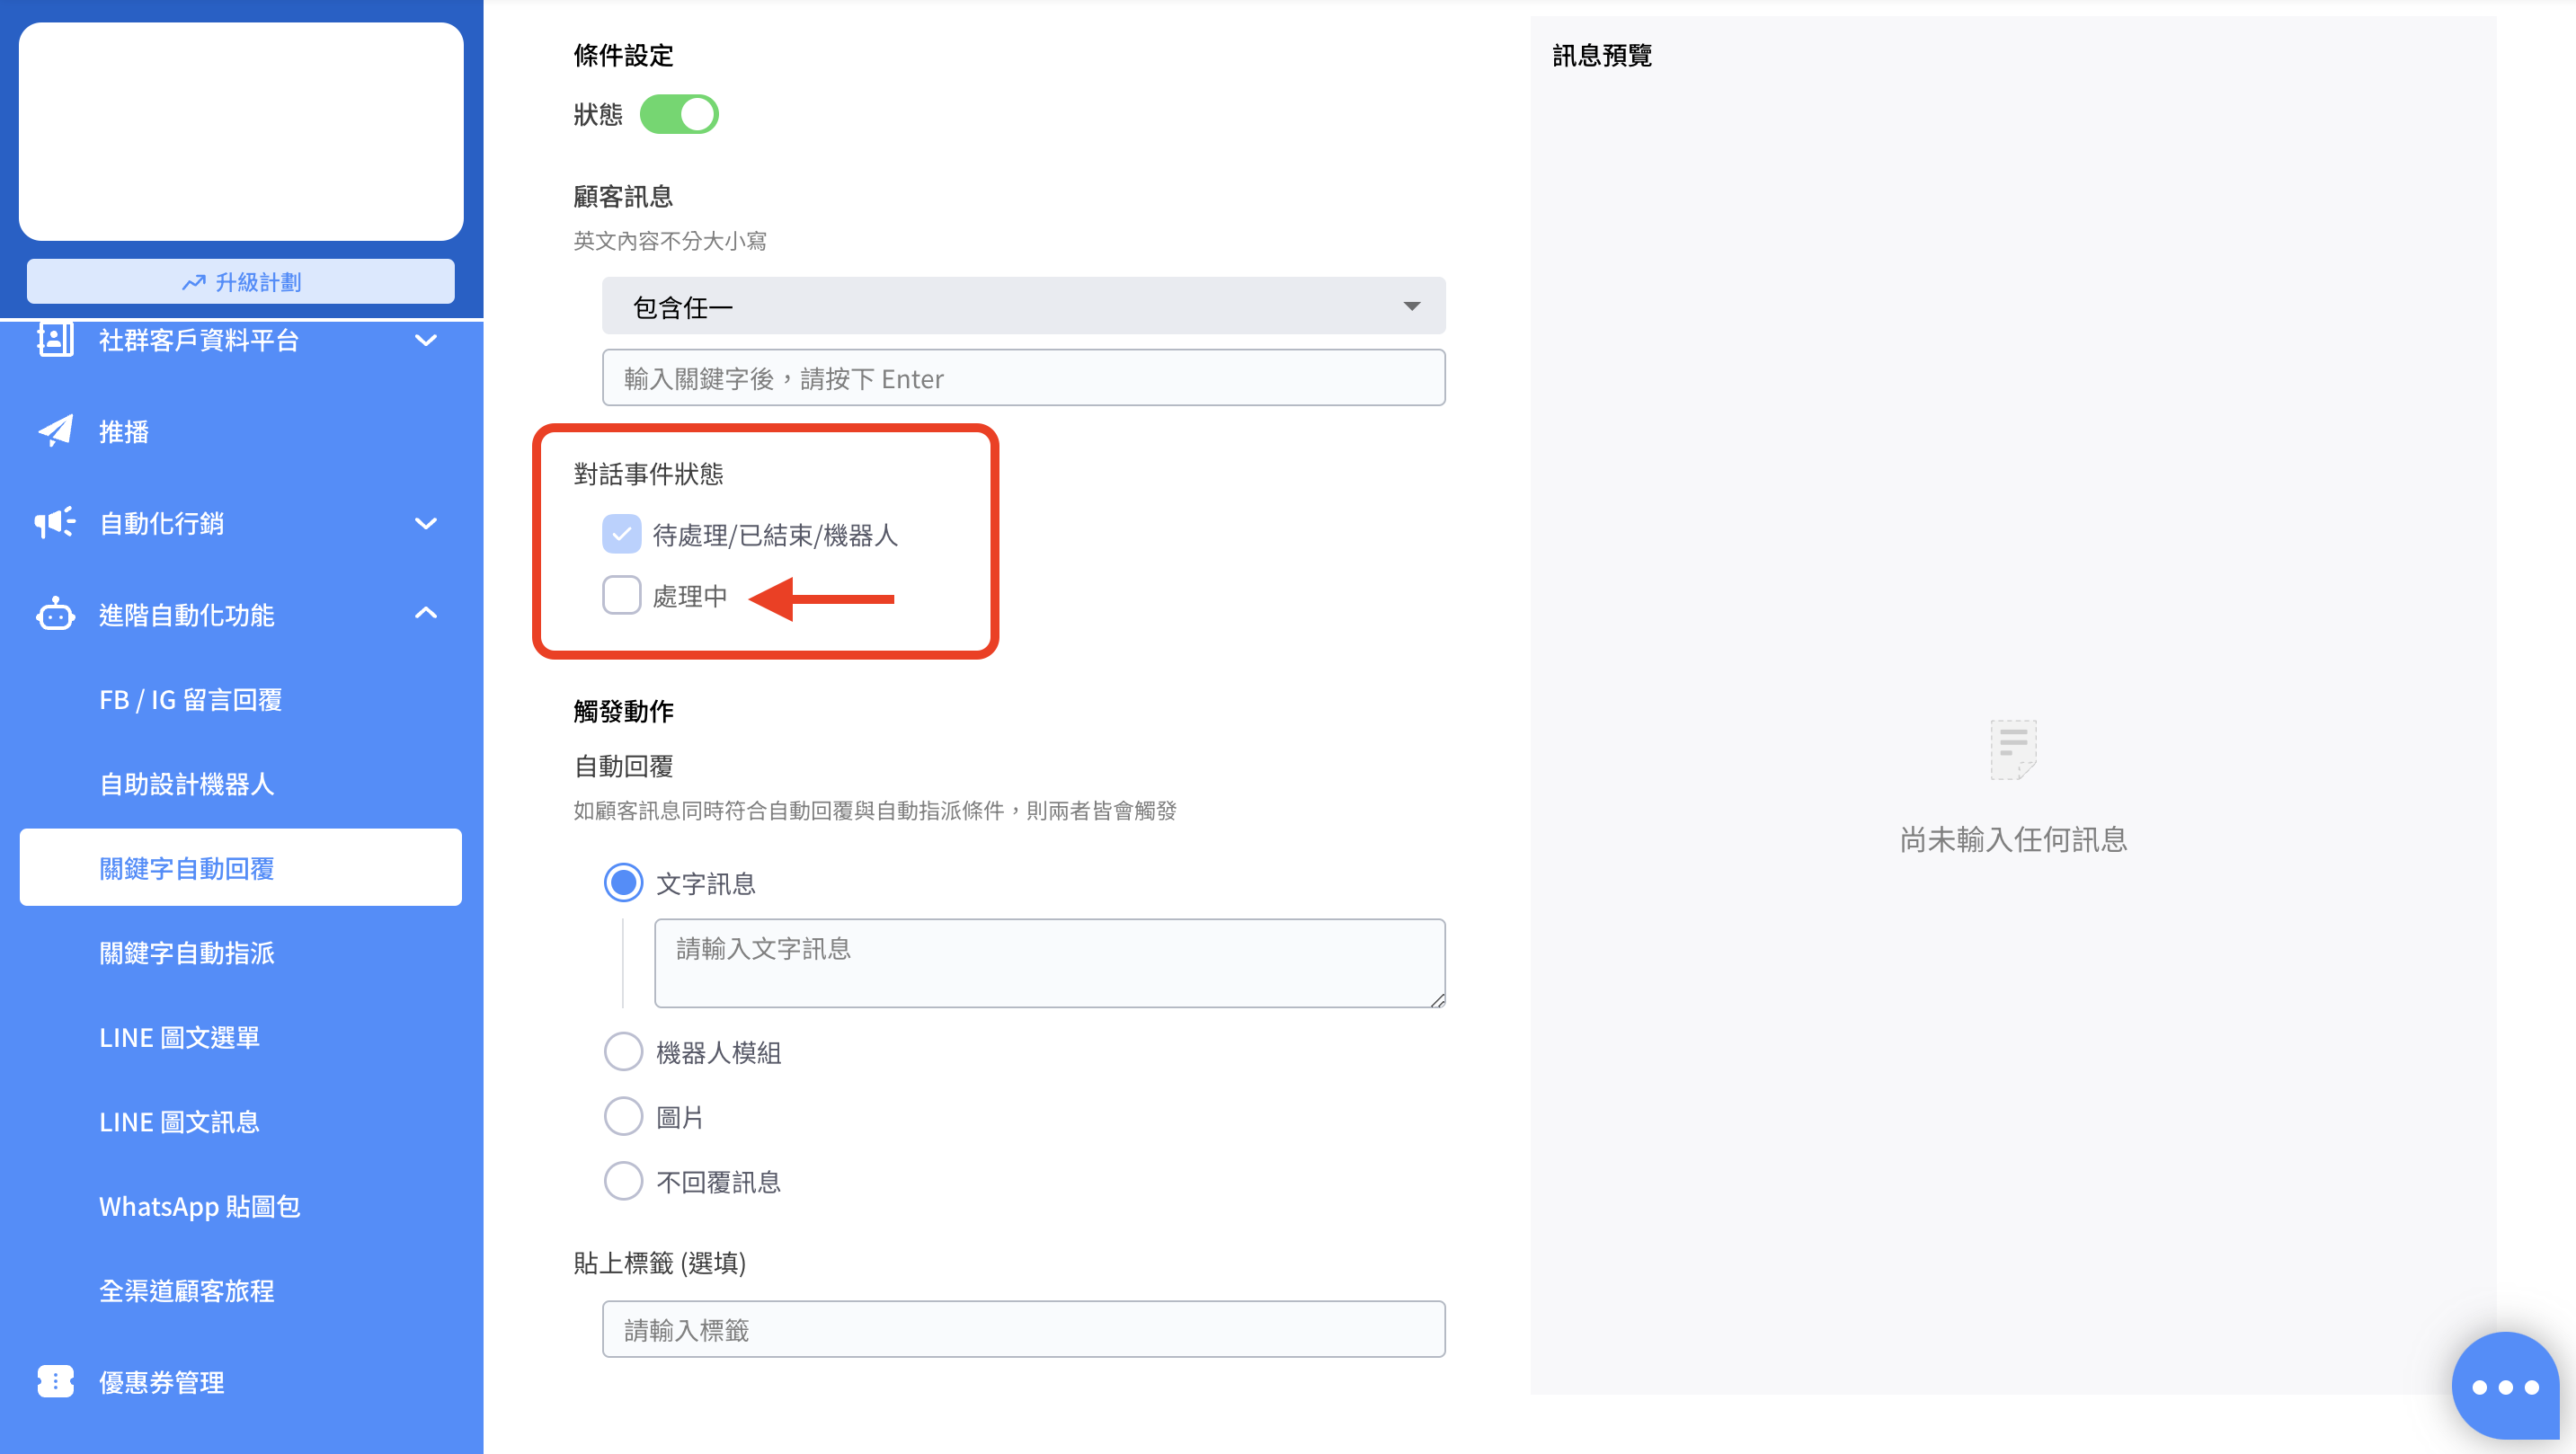 升級計劃
社群客戶資料平台
推播
自動化行銷
進階自動化功能
FB / IG 留言回覆
自助設計機器人
關鍵字自動回覆
關鍵字自動指派
LINE 圖文選單
LINE 圖文訊息
WhatsApp 貼圖包
全渠道顧客旅程
優惠券管理
條件設定
狀態
顧客訊息
英文內容不分大小寫
包含任一
輸入關鍵字後，請按下 Enter
對話事件狀態
待處理/已結束/機器人
處理中
觸發動作
自動回覆
如顧客訊息同時符合自動回覆與自動指派條件，則兩者皆會觸發
文字訊息
請輸入文字訊息
機器人模組
圖片
不回覆訊息
貼上標籤 (選填)
請輸入標籤
訊息預覽
尚未輸入任何訊息